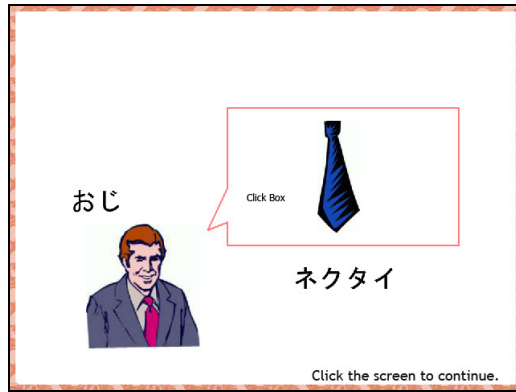 Click Box
おじ
ネクタイ
Click the screen to continue.